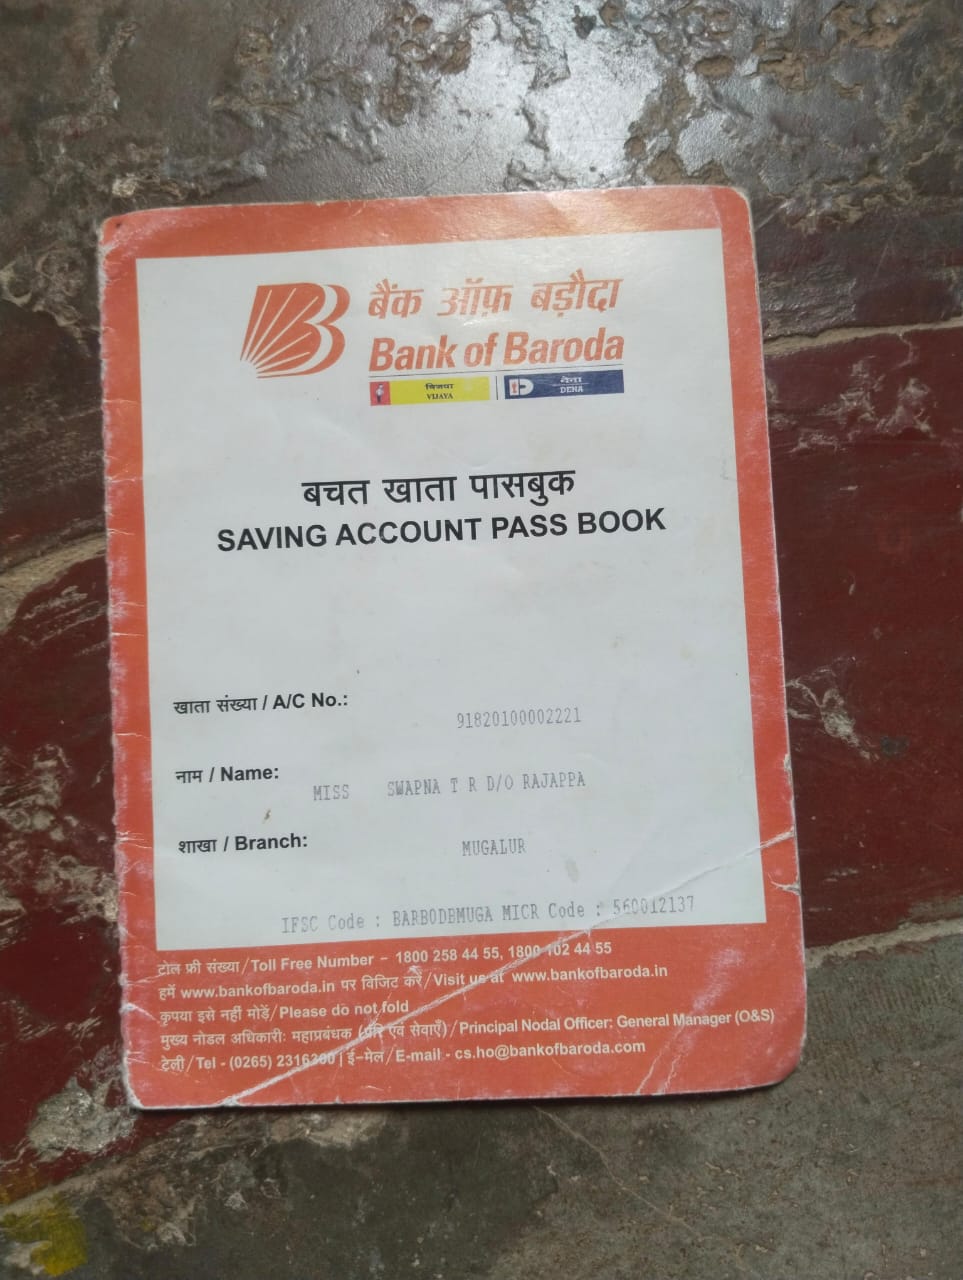 बैंक ऑफ़ बड़ौदा
Bank of Baroda
विजया
VIJAYA
देना
DENA
बचत खाता पासबुक
SAVING ACCOUNT PASS BOOK
खाता संख्या / A/C No.:
91820100002221
नाम / Name:
MISS SWAPNA T R D/O RAJAPPA
शाखा / Branch:
MUGALUR
IFSC Code : BARBODBMUGA MICR Code : 560012137
टोल फ्री संख्या/Toll Free Number - 1800 258 44 55, 1800 102 44 55
हमें www.bankofbaroda.in पर विजिट करें/Visit us at www.bankofbaroda.in
कृपया इसे नहीं मोड़ें/Please do not fold
मुख्य नोडल अधिकारी: महाप्रबंधक एवं सेवाएँ)/Principal Nodal Officer: General Manager (O&S)
टेली/Tel - (0265) | ई-मेल/E-mail - cs.ho@bankofbaroda.com